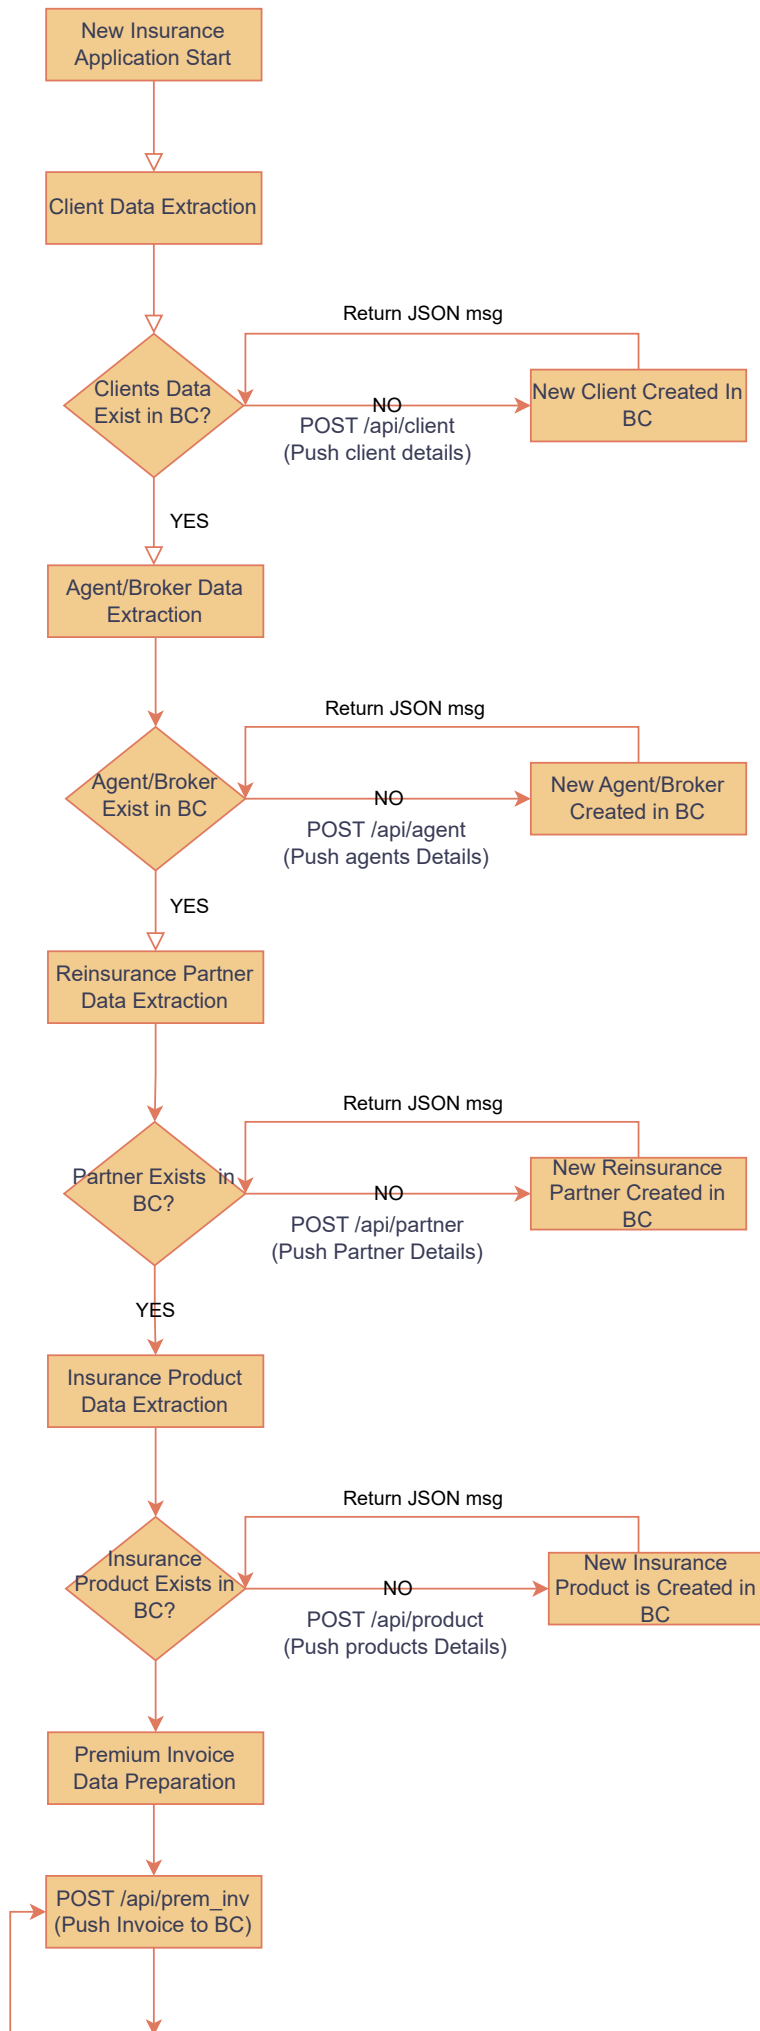 New Insurance
Application Start
Client Data Extraction
Return JSON msg
Clients Data
Exist in BC?
NO
POST /api/client
(Push client details)
New Client Created In
BC
YES
Agent/Broker Data
Extraction
Return JSON msg
Agent/Broker
Exist in BC
NO
POST /api/agent
(Push agents Details)
New Agent/Broker
Created in BC
YES
Reinsurance Partner
Data Extraction
Return JSON msg
Partner Exists in
BC?
NO
POST /api/partner
(Push Partner Details)
New Reinsurance
Partner Created in
BC
YES
Insurance Product
Data Extraction
Return JSON msg
Insurance
Product Exists in
BC?
NO
POST /api/product
(Push products Details)
New Insurance
Product is Created in
BC
Premium Invoice
Data Preparation
POST /api/prem_inv
(Push Invoice to BC)